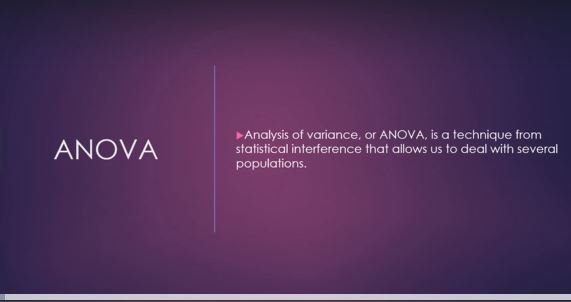 ANOVA
Analysis of variance, or ANOVA, is a technique from
statistical interference that allows us to deal with several
populations.